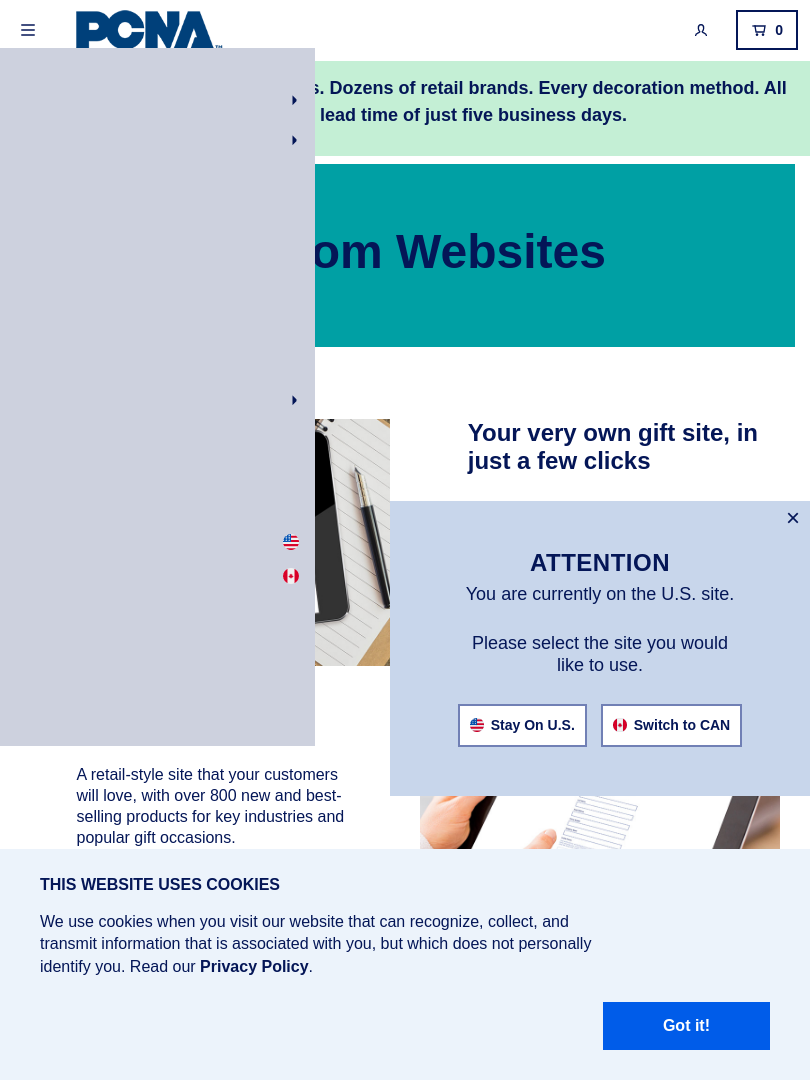 PCNA™
0
s. Dozens of retail brands. Every decoration method. All
lead time of just five business days.
om Websites
Your very own gift site, in
just a few clicks
ATTENTION
You are currently on the U.S. site.
Please select the site you would
like to use.
Stay On U.S.
Switch to CAN
A retail-style site that your customers
will love, with over 800 new and best-
selling products for key industries and
popular gift occasions.
THIS WEBSITE USES COOKIES
We use cookies when you visit our website that can recognize, collect, and
transmit information that is associated with you, but which does not personally
identify you. Read our Privacy Policy.
Got it!